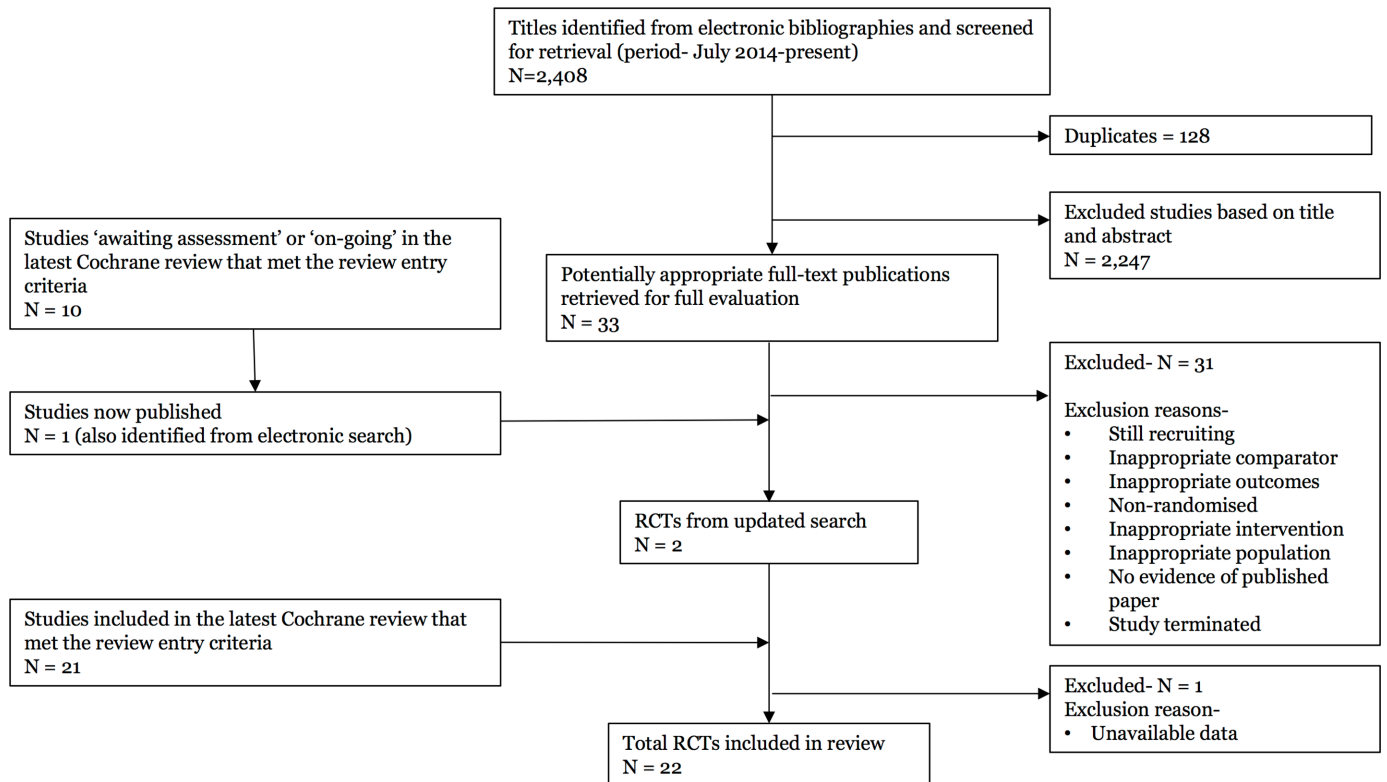 Titles identified from electronic bibliographies and screened
for retrieval (period- July 2014-present)
N=2,408
Duplicates = 128
Excluded studies based on title
and abstract
N = 2,247
Studies ‘awaiting assessment’ or ‘on-going’ in the
latest Cochrane review that met the review entry
criteria
N = 10
Potentially appropriate full-text publications
retrieved for full evaluation
N = 33
Excluded- N = 31
Exclusion reasons-
• Still recruiting
• Inappropriate comparator
• Inappropriate outcomes
• Non-randomised
• Inappropriate intervention
• Inappropriate population
• No evidence of published
paper
• Study terminated
Studies now published
N = 1 (also identified from electronic search)
RCTs from updated search
N = 2
Studies included in the latest Cochrane review that
met the review entry criteria
N = 21
Excluded- N = 1
Exclusion reason-
• Unavailable data
Total RCTs included in review
N = 22